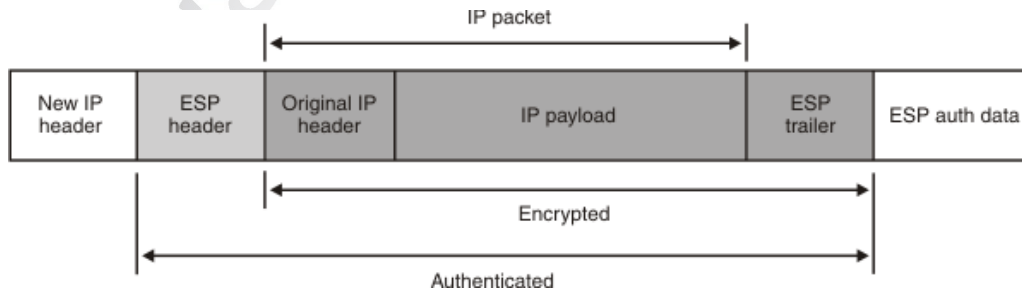 IP packet
New IP
header
ESP
header
Original IP
header
IP payload
ESP
trailer
ESP auth data
Encrypted
Authenticated